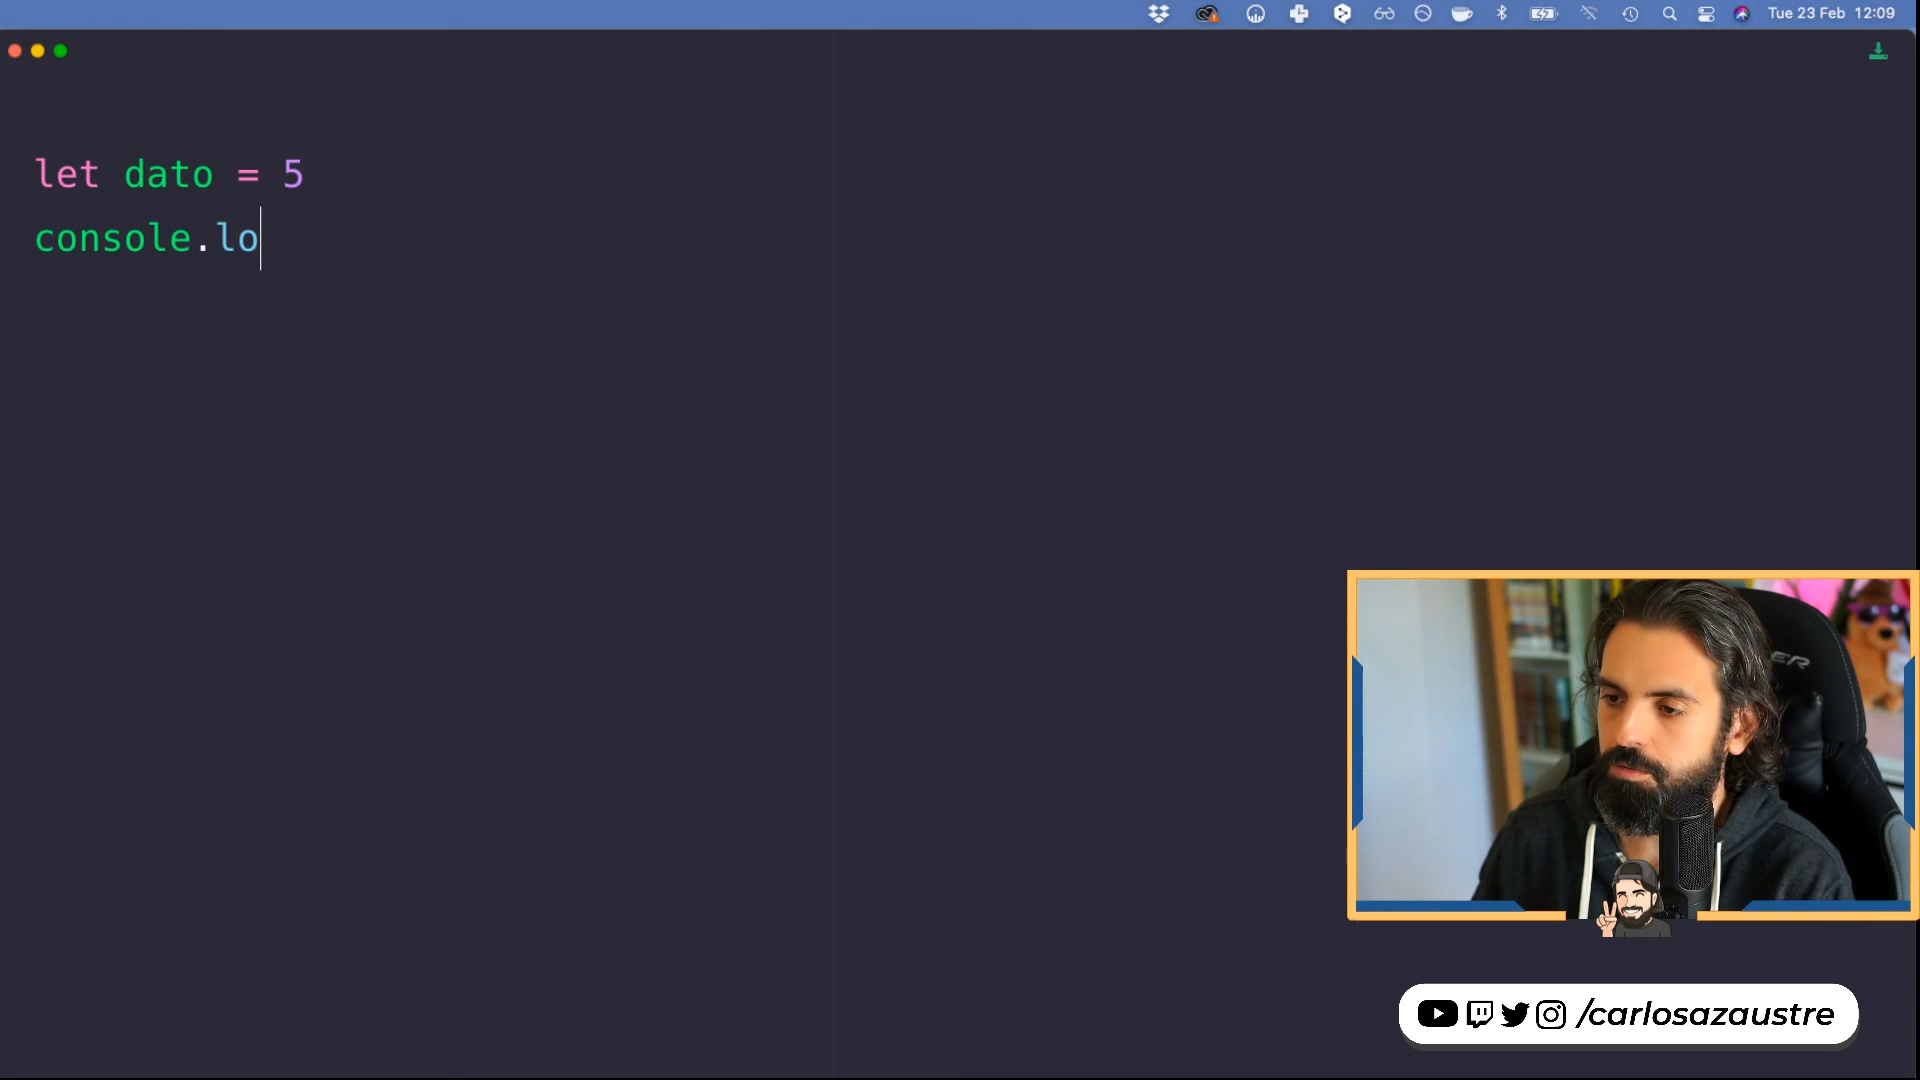 Tue 23 Feb 12:09
let dato = 5
console.lo
/carlosazaustre